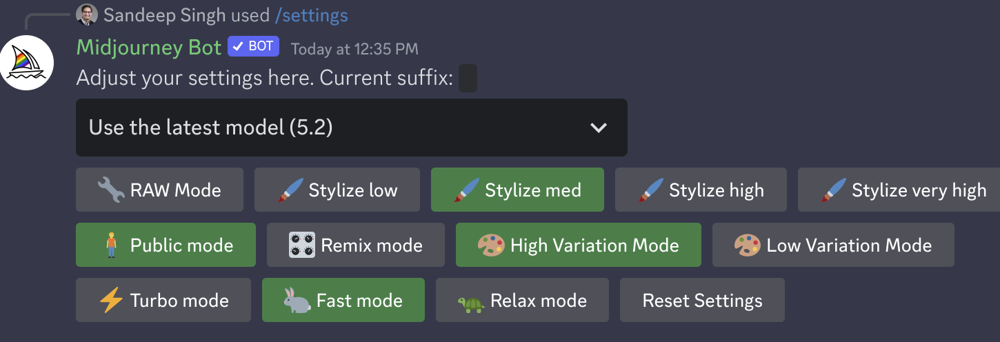 Sandeep Singh used /settings
Midjourney Bot ✓ BOT Today at 12:35 PM
Adjust your settings here. Current suffix:
Use the latest model (5.2)
RAW Mode Stylize low Stylize med Stylize high Stylize very high
Public mode Remix mode High Variation Mode Low Variation Mode
Turbo mode Fast mode Relax mode Reset Settings